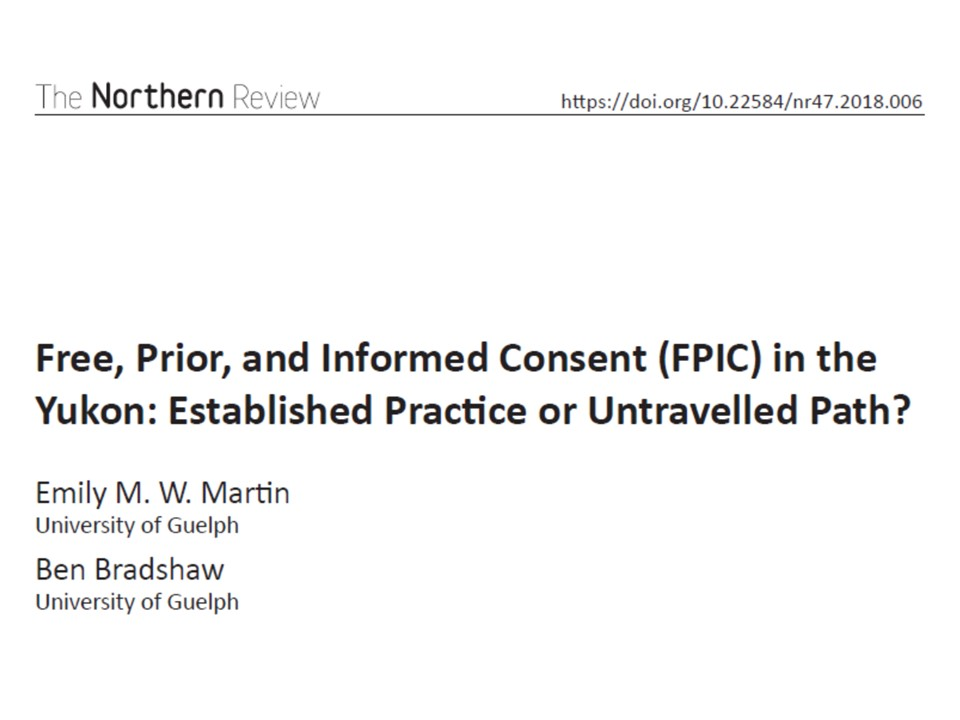 The Northern Review
https://doi.org/10.22584/nr47.2018.006
Free, Prior, and Informed Consent (FPIC) in the
Yukon: Established Practice or Untravelled Path?
Emily M. W. Martin
University of Guelph
Ben Bradshaw
University of Guelph